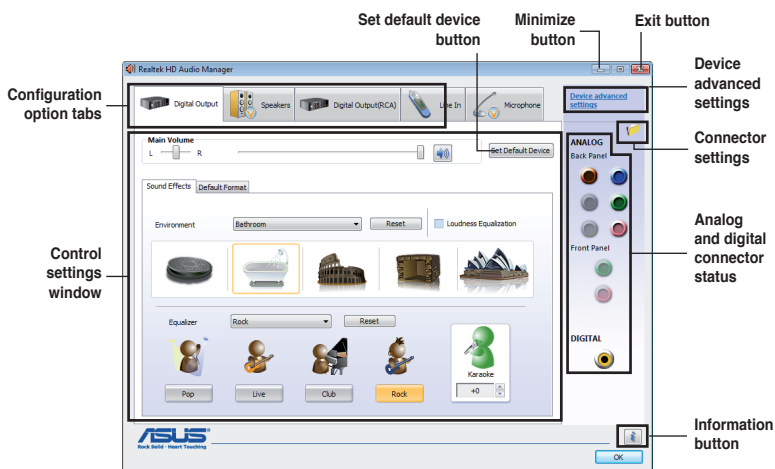 Set default device
button
Minimize
button
Exit button
Device
advanced
settings
Configuration
option tabs
Realtek HD Audio Manager
Digital Output
Speakers
Digital Output(RCA)
Line In
Microphone
Device advanced
settings
Connector
settings
Main Volume
L
R
Set Default Device
ANALOG
Back Panel
Sound Effects
Default Format
Environment
Bathroom
Reset
Loudness Equalization
Control
settings
window
Analog
and digital
connector
status
Front Panel
Equalizer
Rock
Reset
Karaoke
+0
Pop
Live
Club
Rock
DIGITAL
ASUS
Rock Solid · Heart Touching
Information
button
OK